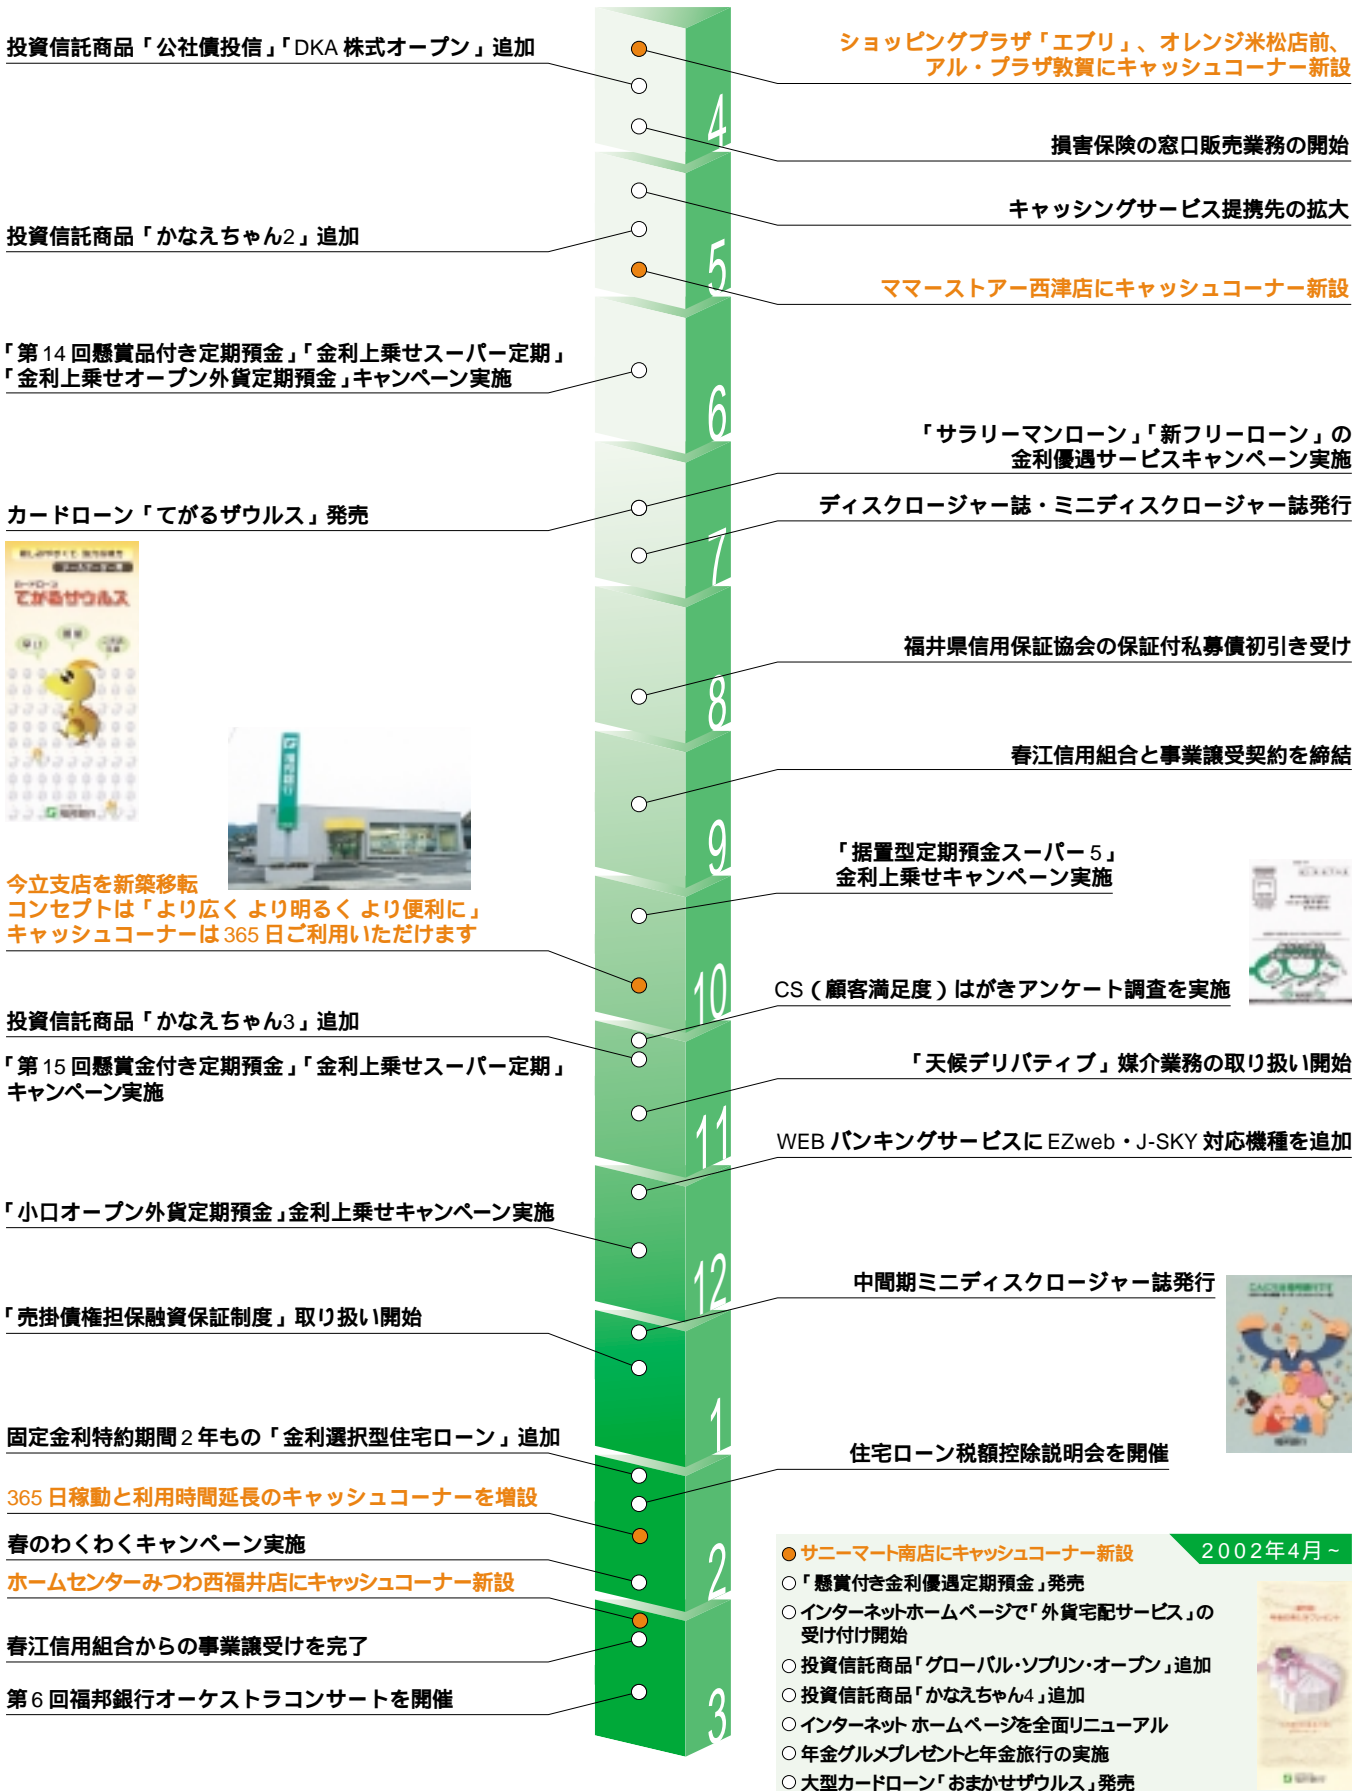 投資信託商品「公社債投信」「DKA 株式オープン」追加
ショッピングプラザ「エブリ」、オレンジ米松店前、
アル・プラザ敦賀にキャッシュコーナー新設
4
損害保険の窓口販売業務の開始
キャッシングサービス提携先の拡大
投資信託商品「かなえちゃん2」追加
5
ママーストアー西津店にキャッシュコーナー新設
「第14回懸賞品付き定期預金」「金利上乗せスーパー定期」
「金利上乗せオープン外貨定期預金」キャンペーン実施
6
「サラリーマンローン」「新フリーローン」の
金利優遇サービスキャンペーン実施
カードローン「てがるザウルス」発売
ディスクロージャー誌・ミニディスクロージャー誌発行
7
カードローン
てがるザウルス
福井県信用保証協会の保証付私募債初引き受け
8
春江信用組合と事業譲受契約を締結
9
福邦銀行
「据置型定期預金スーパー5」
金利上乗せキャンペーン実施
今立支店を新築移転
コンセプトは「より広く より明るく より便利に」
キャッシュコーナーは365日ご利用いただけます
10
CS（顧客満足度）はがきアンケート調査を実施
投資信託商品「かなえちゃん3」追加
「第15回懸賞金付き定期預金」「金利上乗せスーパー定期」
キャンペーン実施
「天候デリバティブ」媒介業務の取り扱い開始
11
WEBバンキングサービスにEZweb・J-SKY対応機種を追加
「小口オープン外貨定期預金」金利上乗せキャンペーン実施
12
中間期ミニディスクロージャー誌発行
「売掛債権担保融資保証制度」取り扱い開始
1
固定金利特約期間2年もの「金利選択型住宅ローン」追加
住宅ローン税額控除説明会を開催
365日稼動と利用時間延長のキャッシュコーナーを増設
春のわくわくキャンペーン実施
2
ホームセンターみつわ西福井店にキャッシュコーナー新設
春江信用組合からの事業譲受けを完了
第6回福邦銀行オーケストラコンサートを開催
3
2002年4月~
サニーマート南店にキャッシュコーナー新設
「懸賞付き金利優遇定期預金」発売
インターネットホームページで「外貨宅配サービス」の
受け付け開始
投資信託商品「グローバル・ソブリン・オープン」追加
投資信託商品「かなえちゃん4」追加
インターネット ホームページを全面リニューアル
年金グルメプレゼントと年金旅行の実施
大型カードローン「おまかせザウルス」発売